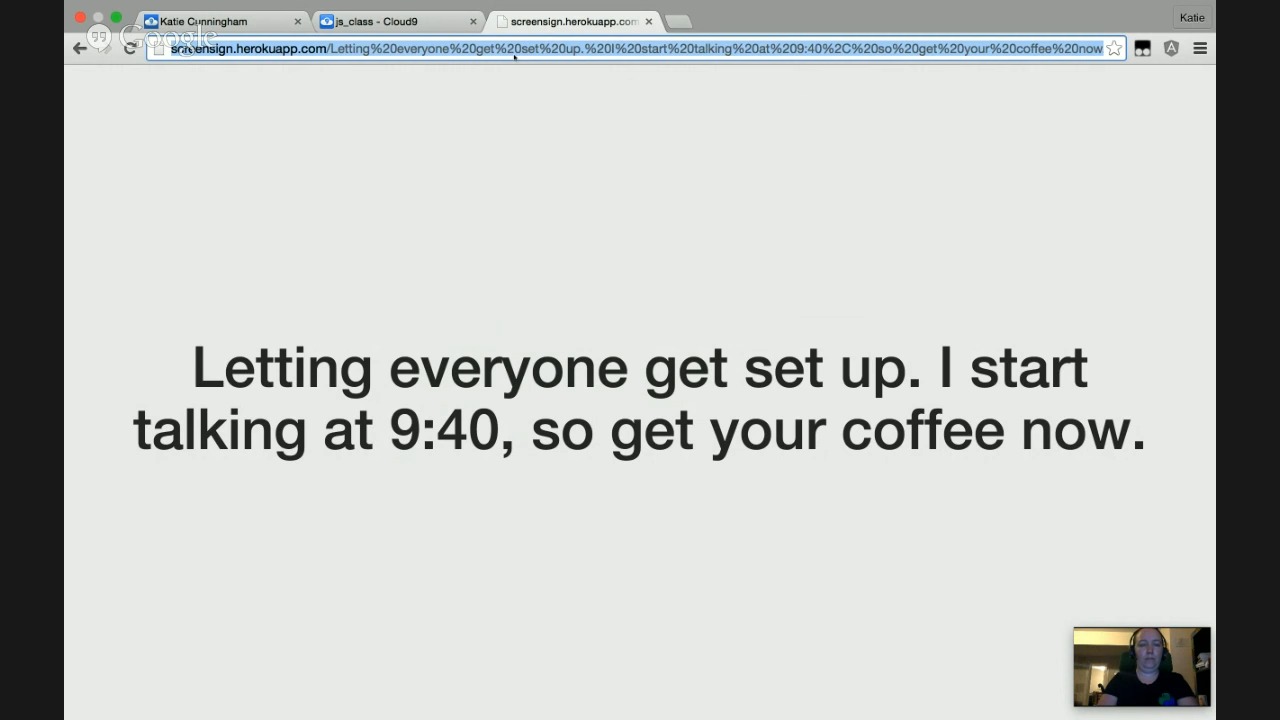 Katie Cunningham
js_class - Cloud9
screensign.herokuapp.com
Katie
Google
screensign.herokuapp.com/Letting%20everyone%20get%20set%20up.%20I%20start%20talking%20at%209:40%2C%20so%20get%20your%20coffee%20now
Letting everyone get set up. I start
talking at 9:40, so get your coffee now.